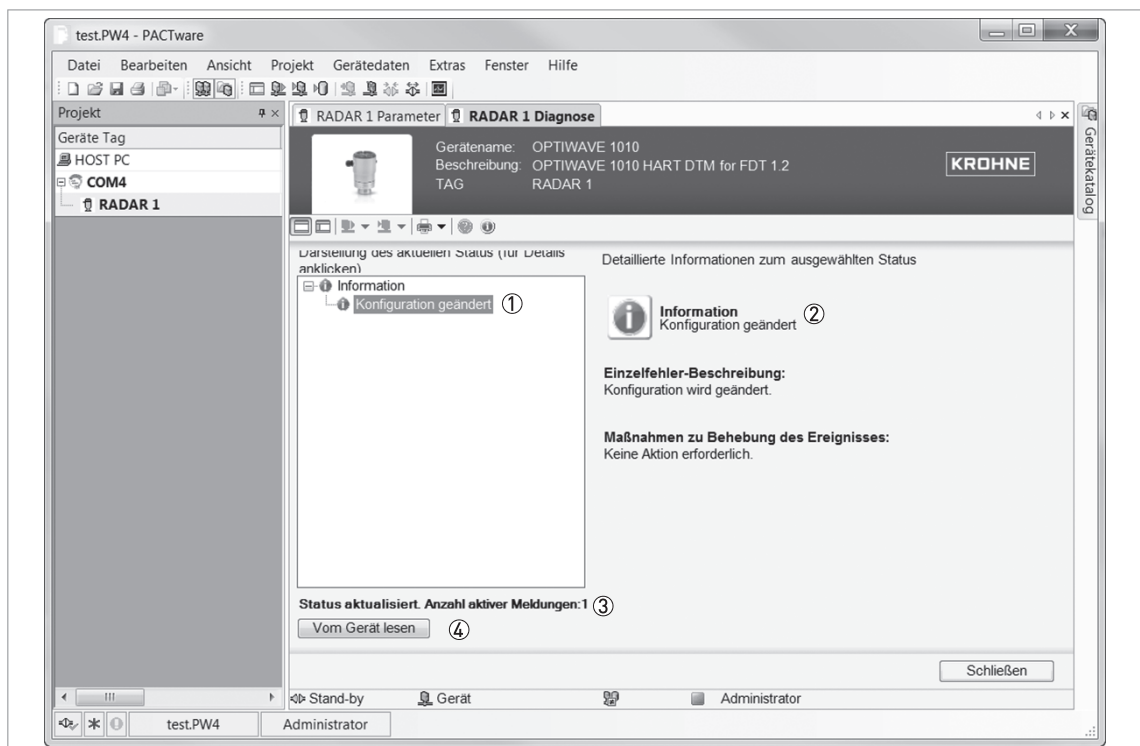 test.PW4 - PACTware
Datei Bearbeiten Ansicht Projekt Gerätedaten Extras Fenster Hilfe
Projekt
Geräte Tag
HOST PC
COM4
RADAR 1
RADAR 1 Parameter
RADAR 1 Diagnose
Gerätename: OPTIWAVE 1010
Beschreibung: OPTIWAVE 1010 HART DTM for FDT 1.2
TAG RADAR 1
KROHNE
Gerätekatalog
Darstellung des aktuellen Status (für Details
anklicken)
Information
Konfiguration geändert ①
Status aktualisiert. Anzahl aktiver Meldungen:1 ③
Vom Gerät lesen ④
Detaillierte Informationen zum ausgewählten Status
Information
Konfiguration geändert ②
Einzelfehler-Beschreibung:
Konfiguration wird geändert.
Maßnahmen zu Behebung des Ereignisses:
Keine Aktion erforderlich.
Schließen
Stand-by Gerät Administrator
test.PW4 Administrator